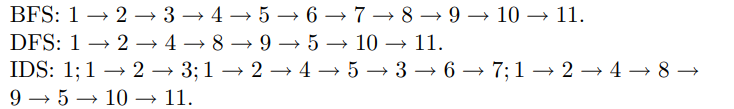 BFS: 1 → 2 → 3 → 4 → 5 → 6 → 7 → 8 → 9 → 10 → 11.
DFS: 1 → 2 → 4 → 8 → 9 → 5 → 10 → 11.
IDS: 1; 1 → 2 → 3; 1 → 2 → 4 → 5 → 3 → 6 → 7; 1 → 2 → 4 → 8 →
9 → 5 → 10 → 11.